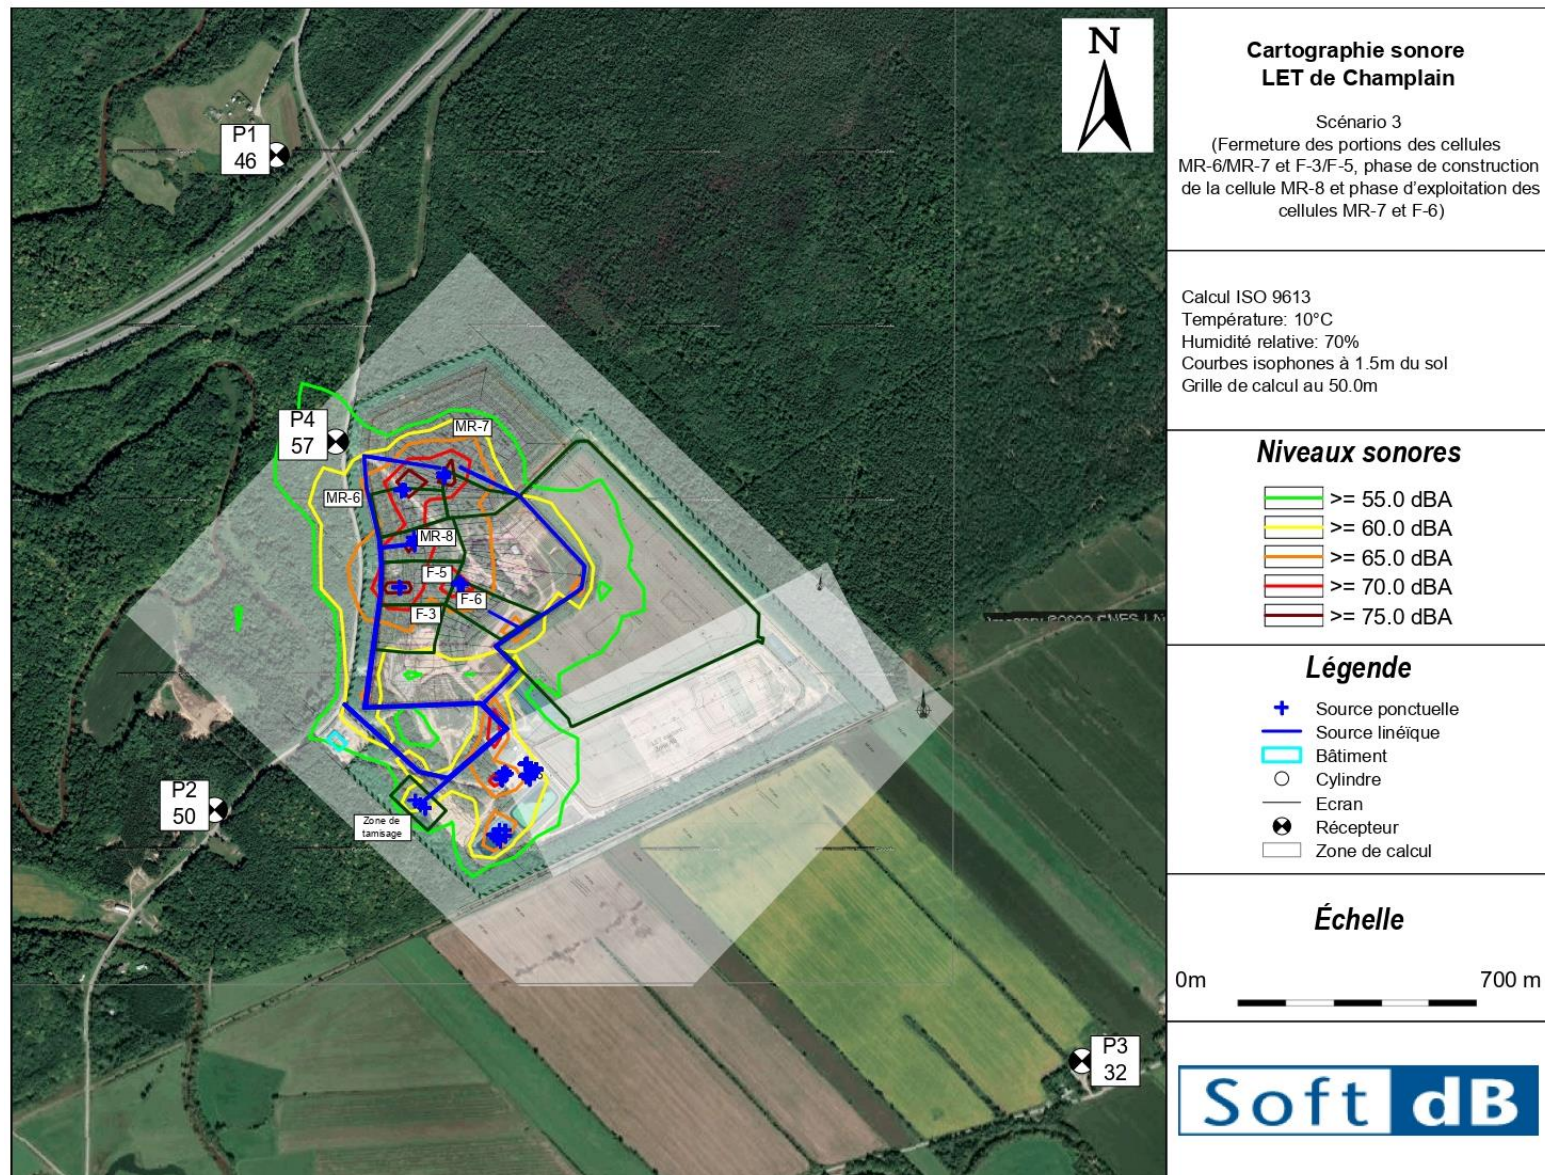 N
P1
46
P4
57
MR-7
MR-6
MR-8
F-5
F-6
F-3
P2
50
Zone de
tamisage
P3
32
Cartographie sonore
LET de Champlain
Scénario 3
(Fermeture des portions des cellules
MR-6/MR-7 et F-3/F-5, phase de construction
de la cellule MR-8 et phase d'exploitation des
cellules MR-7 et F-6)
Calcul ISO 9613
Température: 10°C
Humidité relative: 70%
Courbes isophones à 1.5m du sol
Grille de calcul au 50.0m
Niveaux sonores
>= 55.0 dBA
>= 60.0 dBA
>= 65.0 dBA
>= 70.0 dBA
>= 75.0 dBA
Légende
Source ponctuelle
Source linéïque
Bâtiment
Cylindre
Ecran
Récepteur
Zone de calcul
Échelle
0m 700 m
Soft dB